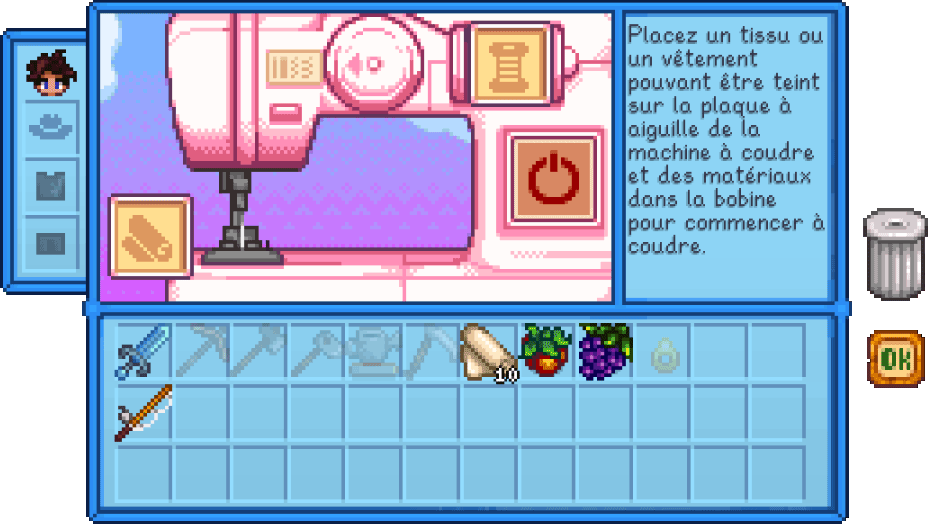 Placez un tissu ou
un vêtement
pouvant être teint
sur la plaque à
aiguille de la
machine à coudre
et des matériaux
dans la bobine
pour commencer à
coudre.
10
OK